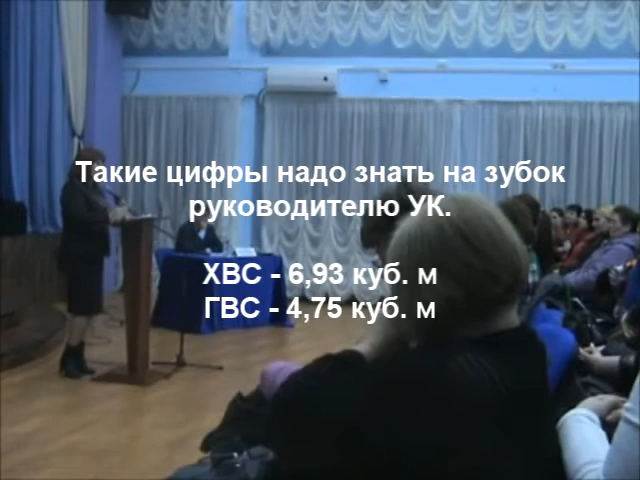 Такие цифры надо знать на зубок
руководителю УК.
ХВС - 6,93 куб. м
ГВС - 4,75 куб. м